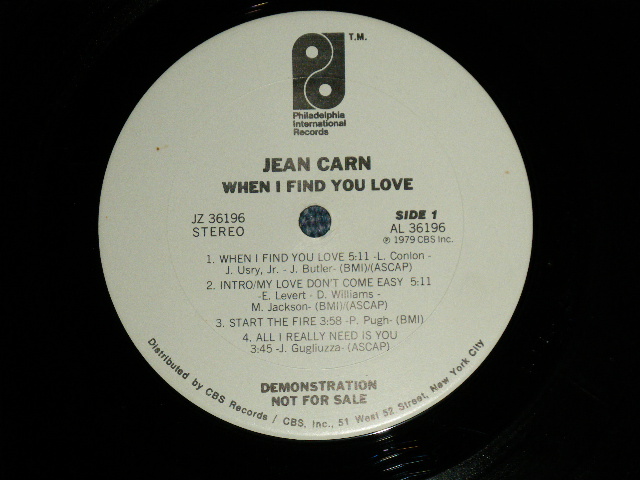 T.M.
Philadelphia
International
Records
JEAN CARN
WHEN I FIND YOU LOVE
JZ 36196
STEREO
SIDE 1
AL 36196
℗ 1979 CBS Inc.
1. WHEN I FIND YOU LOVE 5:11 -L. Conlon -
J. Usry, Jr. - J. Butler- (BMI)/(ASCAP)
2. INTRO/MY LOVE DON'T COME EASY 5:11
-E. Levert - D. Williams -
M. Jackson- (BMI)/(ASCAP)
3. START THE FIRE 3:58 -P. Pugh- (BMI)
4. ALL I REALLY NEED IS YOU
3:45 -J. Gugliuzza- (ASCAP)
DEMONSTRATION
NOT FOR SALE
Distributed by CBS Records / CBS, Inc., 51 West 52 Street, New York City